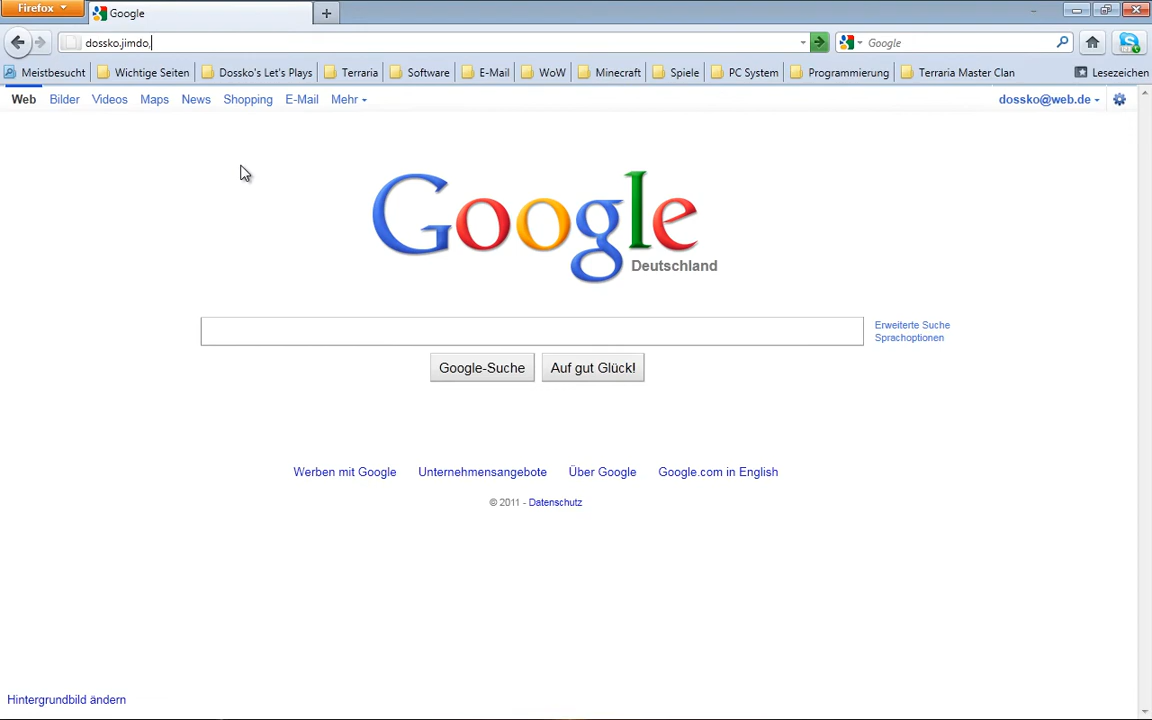 Firefox
Google
dossko.jimdo,
Google
Meistbesucht Wichtige Seiten Dossko's Let's Plays Terraria Software E-Mail WoW Minecraft Spiele PC System Programmierung Terraria Master Clan Lesezeichen
Web Bilder Videos Maps News Shopping E-Mail Mehr dossko@web.de
Google
Deutschland
Erweiterte Suche
Sprachoptionen
Google-Suche Auf gut Glück!
Werben mit Google Unternehmensangebote Über Google Google.com in English
© 2011 - Datenschutz
Hintergrundbild ändern